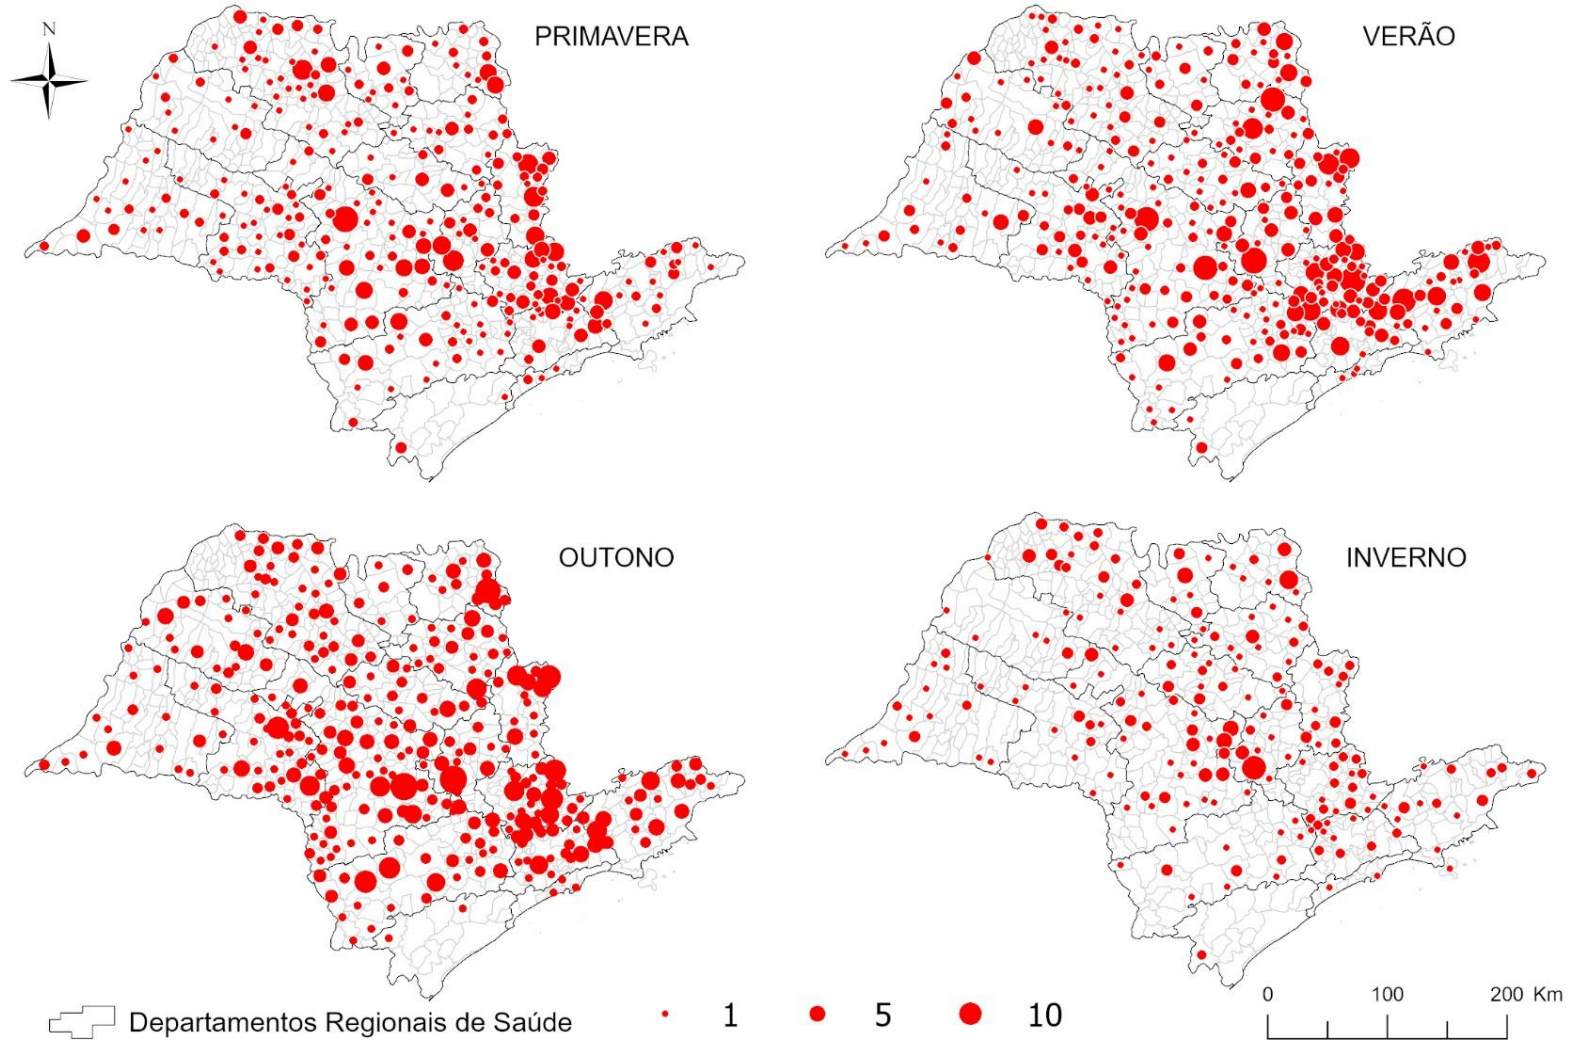 N
PRIMAVERA
VERÃO
OUTONO
INVERNO
Departamentos Regionais de Saúde
1
5
10
0 100 200 Km